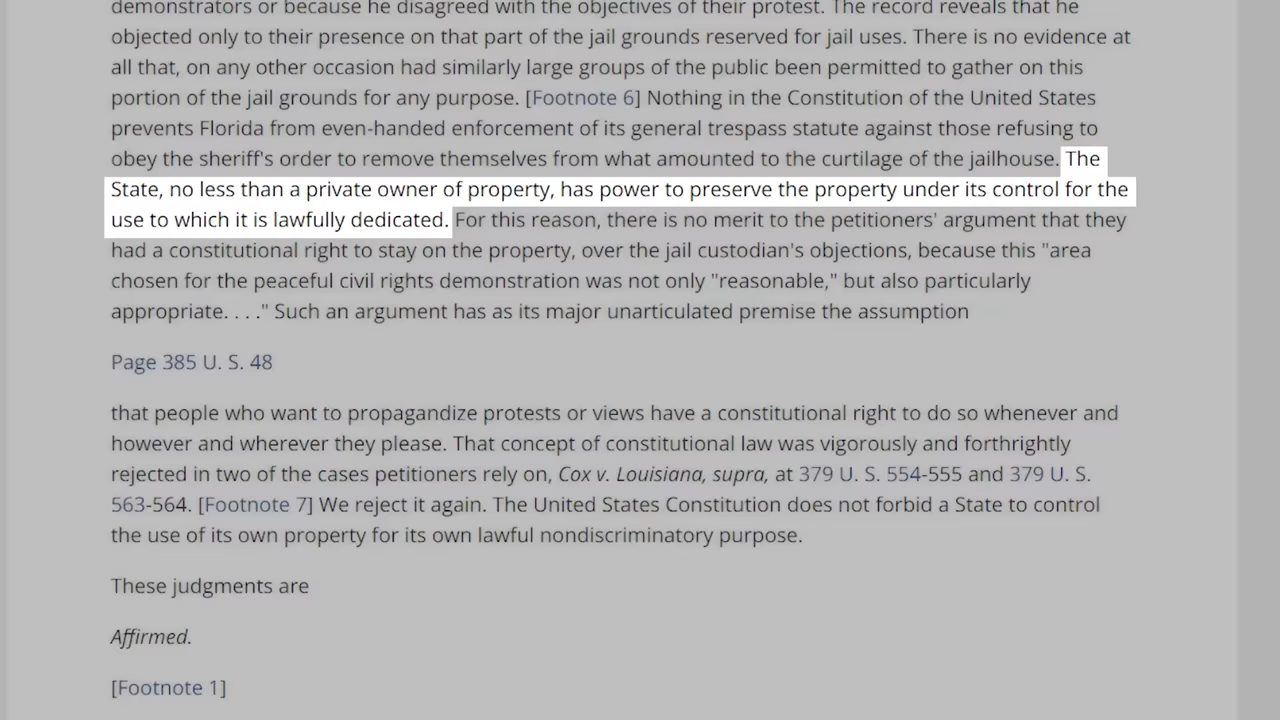 demonstrators or because he disagreed with the objectives of their protest. The record reveals that he
objected only to their presence on that part of the jail grounds reserved for jail uses. There is no evidence at
all that, on any other occasion had similarly large groups of the public been permitted to gather on this
portion of the jail grounds for any purpose. [Footnote 6] Nothing in the Constitution of the United States
prevents Florida from even-handed enforcement of its general trespass statute against those refusing to
obey the sheriff's order to remove themselves from what amounted to the curtilage of the jailhouse. The
State, no less than a private owner of property, has power to preserve the property under its control for the
use to which it is lawfully dedicated. For this reason, there is no merit to the petitioners' argument that they
had a constitutional right to stay on the property, over the jail custodian's objections, because this "area
chosen for the peaceful civil rights demonstration was not only "reasonable," but also particularly
appropriate. . . ." Such an argument has as its major unarticulated premise the assumption
Page 385 U. S. 48
that people who want to propagandize protests or views have a constitutional right to do so whenever and
however and wherever they please. That concept of constitutional law was vigorously and forthrightly
rejected in two of the cases petitioners rely on, Cox v. Louisiana, supra, at 379 U. S. 554-555 and 379 U. S.
563-564. [Footnote 7] We reject it again. The United States Constitution does not forbid a State to control
the use of its own property for its own lawful nondiscriminatory purpose.
These judgments are
Affirmed.
[Footnote 1]